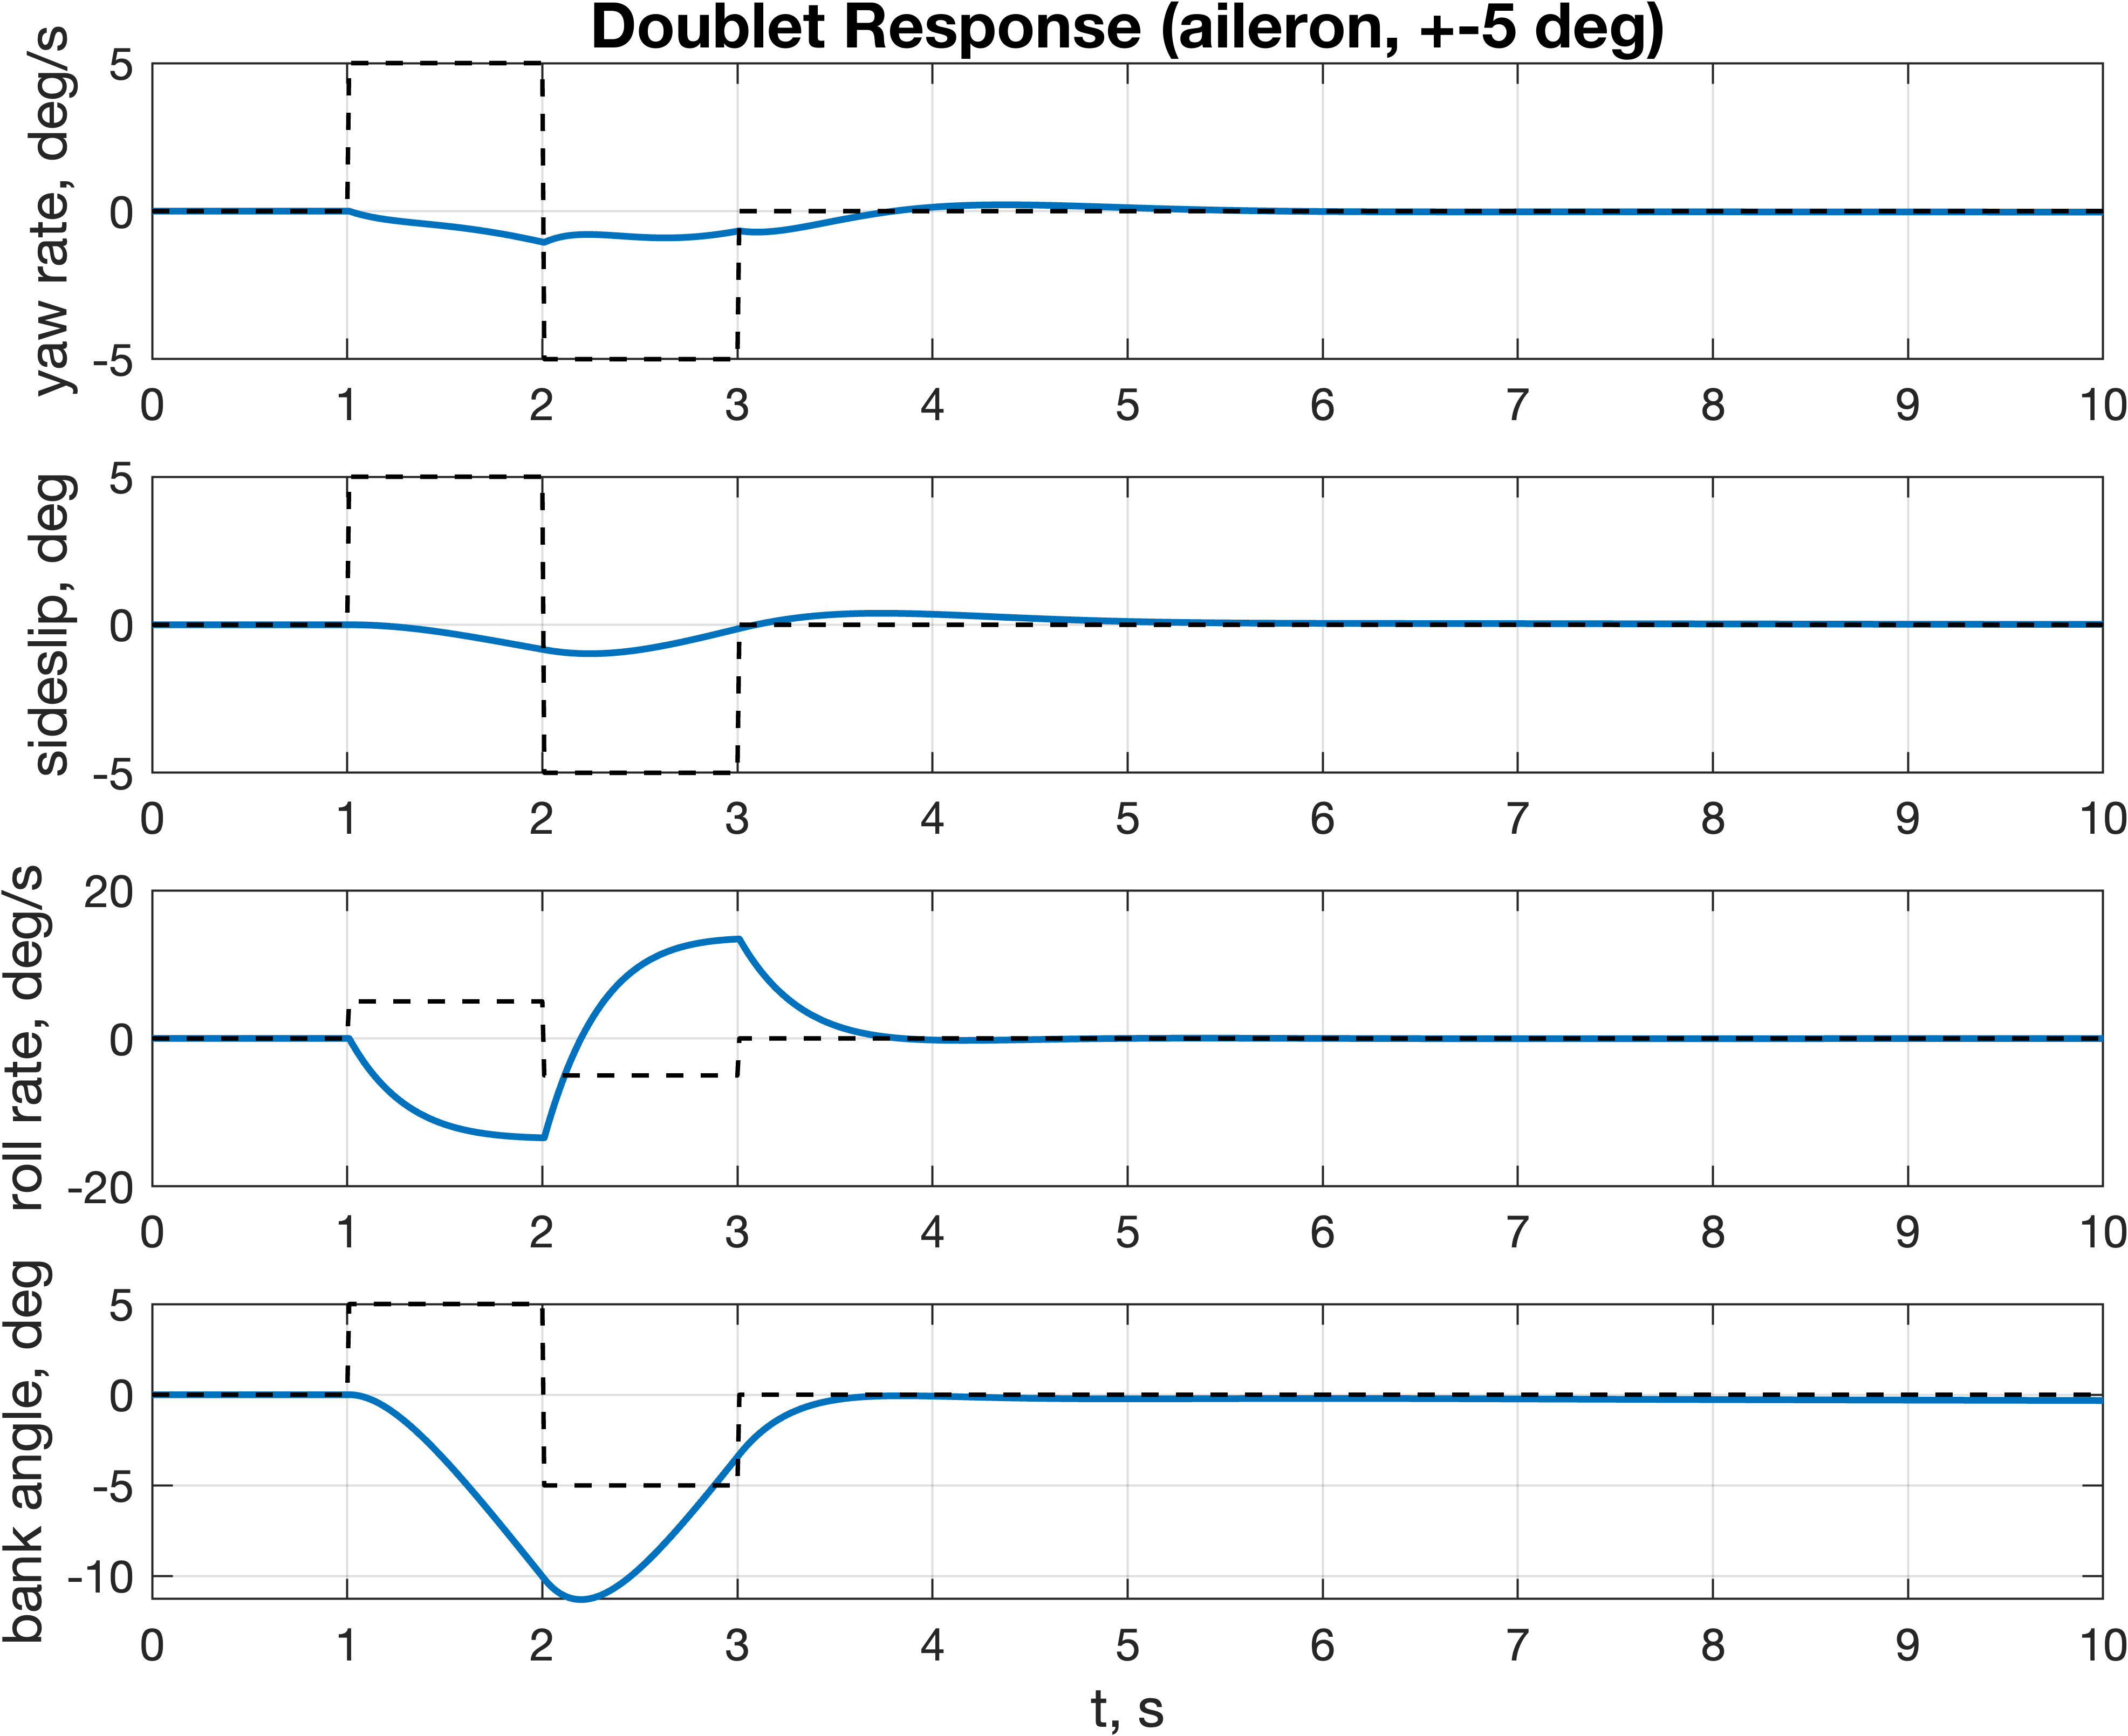 Doublet Response (aileron, +-5 deg)
yaw rate, deg/s
5
0
-5
0 1 2 3 4 5 6 7 8 9 10
sideslip, deg
5
0
-5
0 1 2 3 4 5 6 7 8 9 10
roll rate, deg/s
20
0
-20
0 1 2 3 4 5 6 7 8 9 10
bank angle, deg
5
0
-5
-10
0 1 2 3 4 5 6 7 8 9 10
t, s